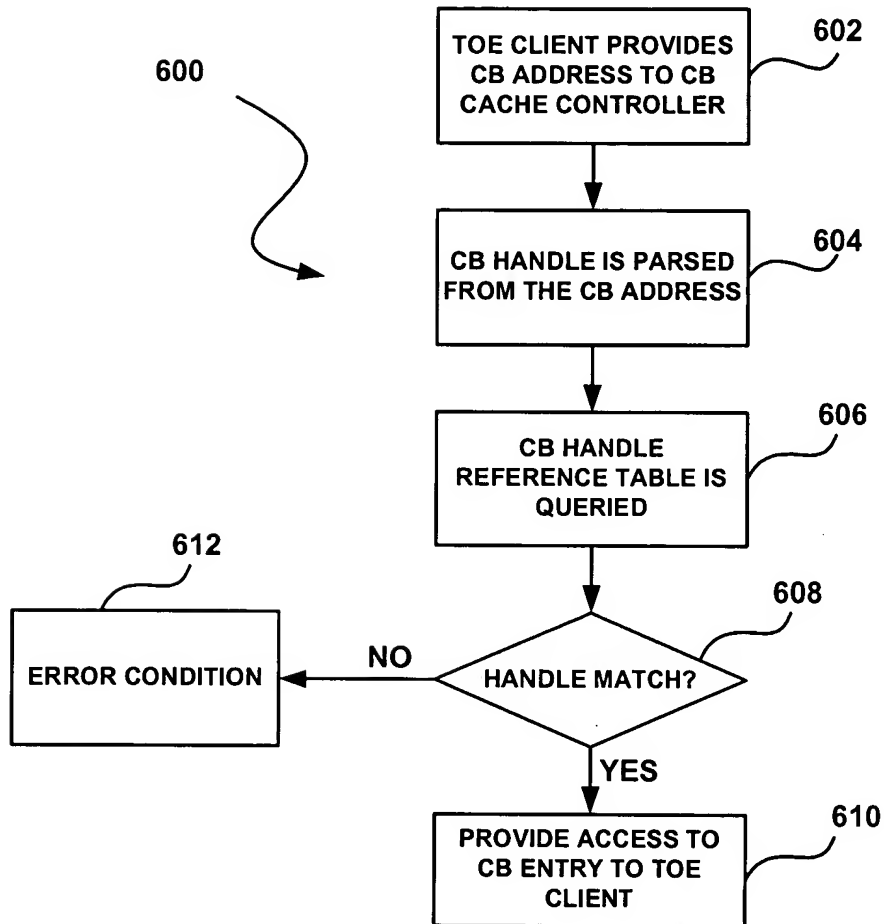 600
TOE CLIENT PROVIDES
CB ADDRESS TO CB
CACHE CONTROLLER
602
CB HANDLE IS PARSED
FROM THE CB ADDRESS
604
CB HANDLE
REFERENCE TABLE IS
QUERIED
606
HANDLE MATCH?
608
NO
ERROR CONDITION
612
YES
PROVIDE ACCESS TO
CB ENTRY TO TOE
CLIENT
610